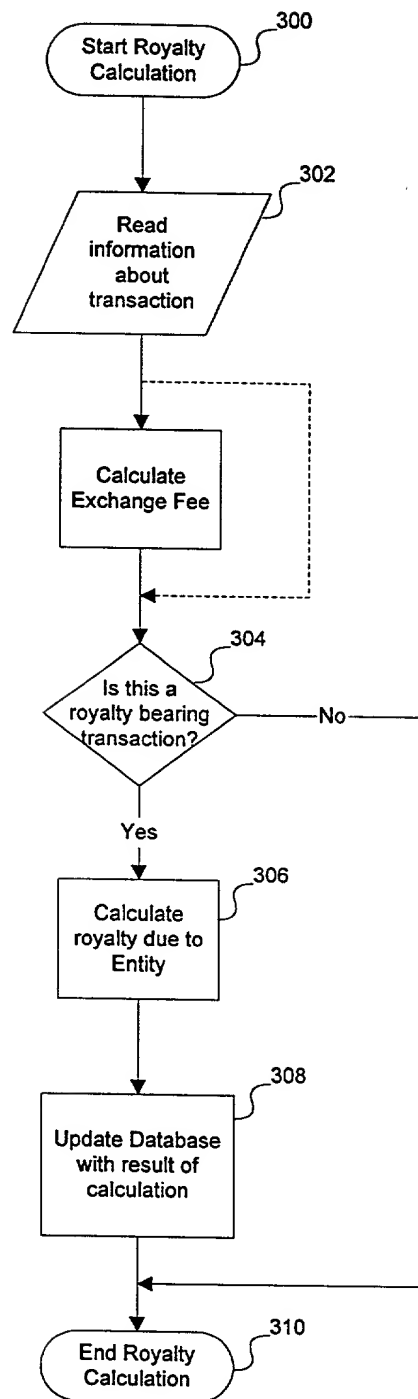 Start Royalty
Calculation
300
302
Read
information
about
transaction
Calculate
Exchange Fee
304
Is this a
royalty bearing
transaction?
No
Yes
306
Calculate
royalty due to
Entity
308
Update Database
with result of
calculation
310
End Royalty
Calculation